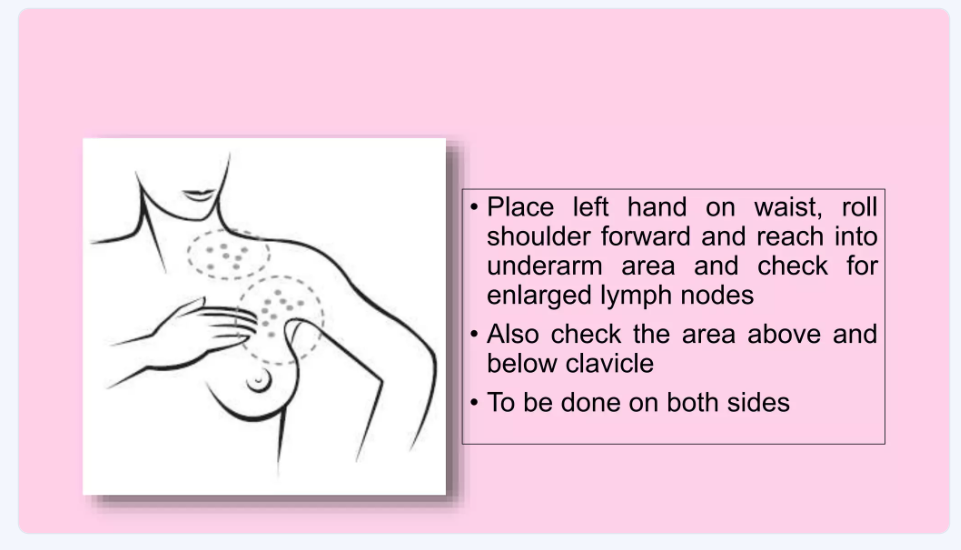 • Place left hand on waist, roll
shoulder forward and reach into
underarm area and check for
enlarged lymph nodes
• Also check the area above and
below clavicle
• To be done on both sides